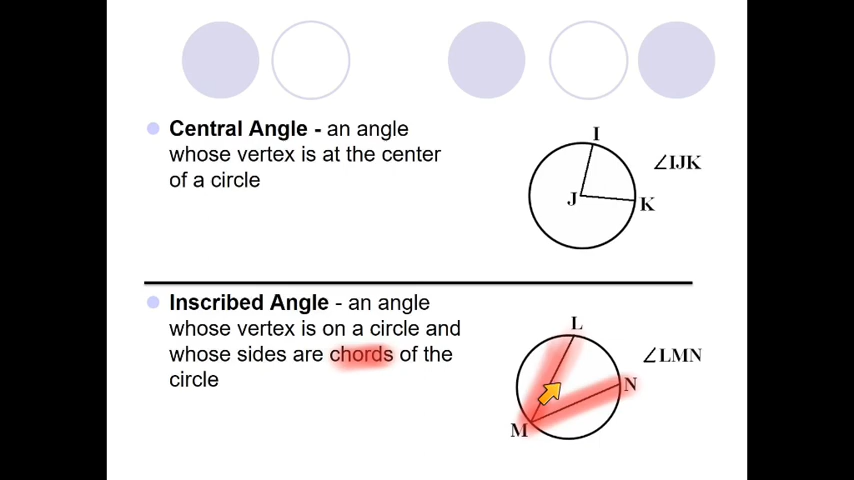 Central Angle - an angle
whose vertex is at the center
of a circle
I
∠IJK
J
K
Inscribed Angle - an angle
whose vertex is on a circle and
whose sides are chords of the
circle
L
∠LMN
N
M